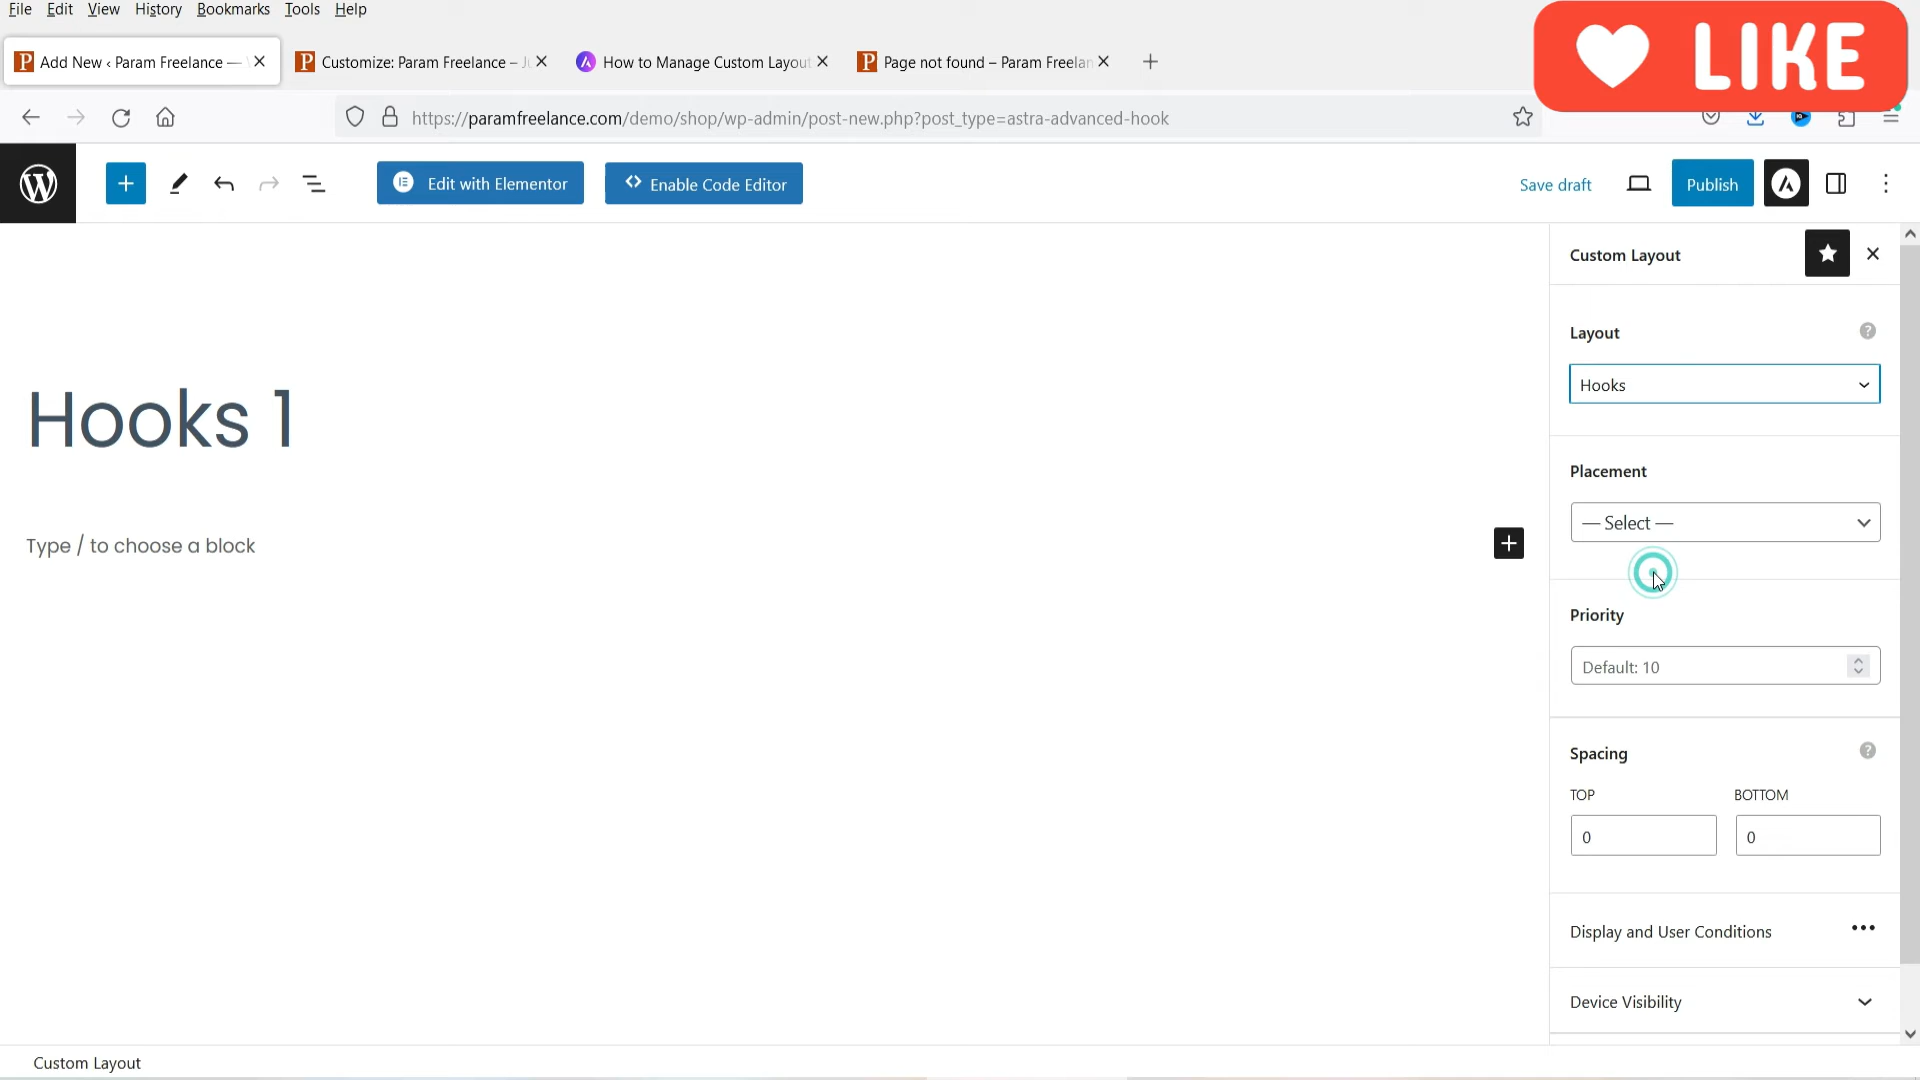 File Edit View History Bookmarks Tools Help
LIKE
Add New ‹ Param Freelance —
Customize: Param Freelance –
How to Manage Custom Layout
Page not found – Param Freelan
https://paramfreelance.com/demo/shop/wp-admin/post-new.php?post_type=astra-advanced-hook
Edit with Elementor
Enable Code Editor
Save draft
Publish
Custom Layout
Layout
Hooks
Hooks 1
Placement
— Select —
Type / to choose a block
Priority
Default: 10
Spacing
TOP BOTTOM
0 0
Display and User Conditions
Device Visibility
Custom Layout